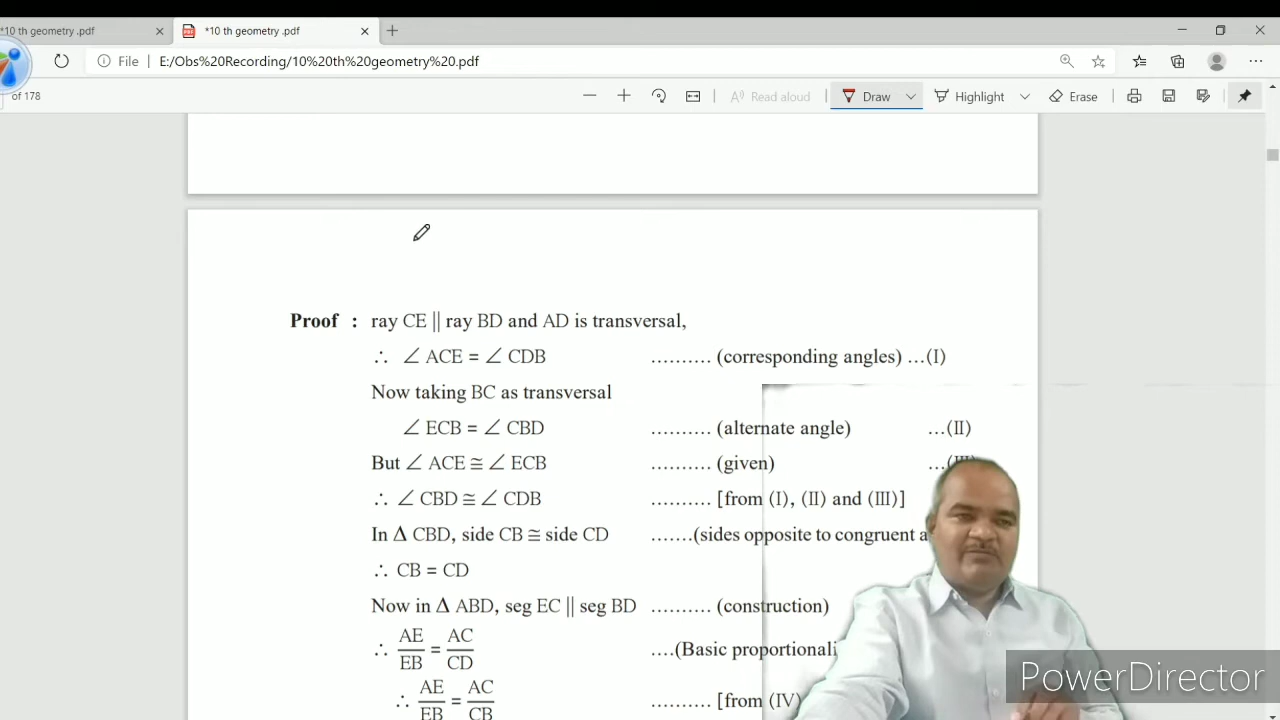 *10 th geometry .pdf
*10 th geometry .pdf
File E:/Obs%20Recording/10%20th%20geometry%20.pdf
of 178
Read aloud
Draw
Highlight
Erase
Proof : ray CE || ray BD and AD is transversal,
∴ ∠ ACE = ∠ CDB .......... (corresponding angles) ...(I)
Now taking BC as transversal
∠ ECB = ∠ CBD .......... (alternate angle) ...(II)
But ∠ ACE ≅ ∠ ECB .......... (given) ...(III)
∴ ∠ CBD ≅ ∠ CDB .......... [from (I), (II) and (III)]
In Δ CBD, side CB ≅ side CD .......(sides opposite to congruent
∴ CB = CD
Now in Δ ABD, seg EC || seg BD .......... (construction)
∴ AE/EB = AC/CD ....(Basic
∴ AE/EB = AC/CB .......... [from (IV)
PowerDirector